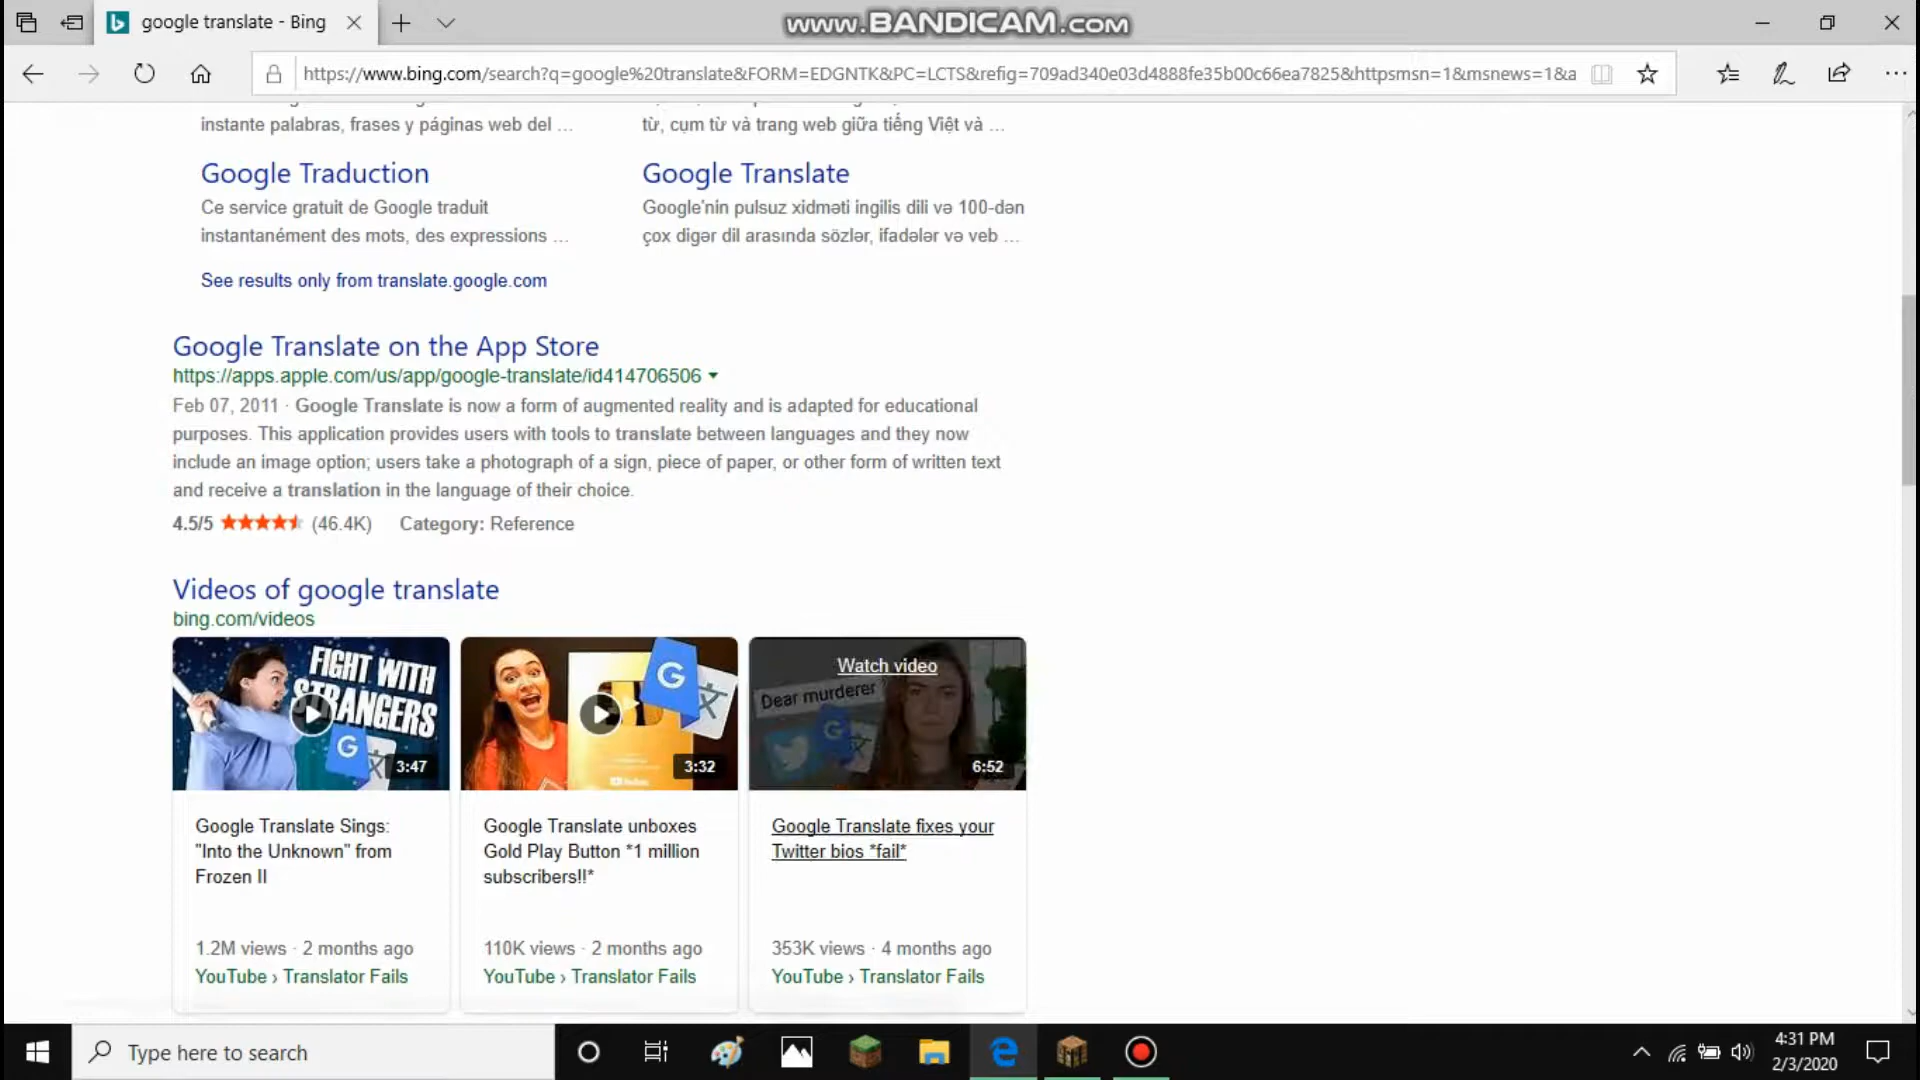 google translate - Bing
www.BANDICAM.com
https://www.bing.com/search?q=google%20translate&FORM=EDGNTK&PC=LCTS&refig=709ad340e03d4888fe35b00c66ea7825&httpsmsn=1&msnews=1&a
instante palabras, frases y páginas web del ...
từ, cụm từ và trang web giữa tiếng Việt và ...
Google Traduction
Ce service gratuit de Google traduit
instantanément des mots, des expressions ...
Google Translate
Google'nin pulsuz xidməti ingilis dili və 100-dən
çox digər dil arasında sözlər, ifadələr və veb ...
See results only from translate.google.com
Google Translate on the App Store
https://apps.apple.com/us/app/google-translate/id414706506
Feb 07, 2011 · Google Translate is now a form of augmented reality and is adapted for educational
purposes. This application provides users with tools to translate between languages and they now
include an image option; users take a photograph of a sign, piece of paper, or other form of written text
and receive a translation in the language of their choice.
4.5/5 (46.4K) Category: Reference
Videos of google translate
bing.com/videos
FIGHT WITH
STRANGERS
G
3:47
G
3:32
Watch video
Dear murderer
G
6:52
Google Translate Sings:
"Into the Unknown" from
Frozen II
1.2M views · 2 months ago
YouTube › Translator Fails
Google Translate unboxes
Gold Play Button *1 million
subscribers!!*
110K views · 2 months ago
YouTube › Translator Fails
Google Translate fixes your
Twitter bios *fail*
353K views · 4 months ago
YouTube › Translator Fails
Type here to search
4:31 PM
2/3/2020